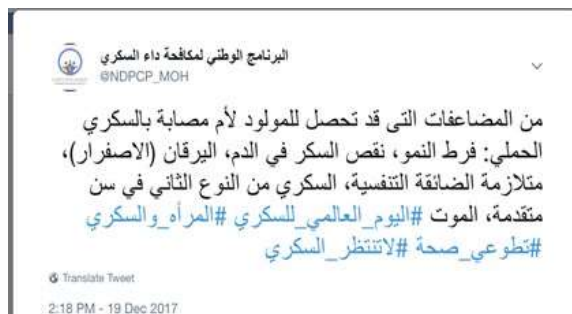 البرنامج الوطني لمكافحة داء السكري
@NDPCP_MOH
من المضاعفات التى قد تحصل للمولود لأم مصابة بالسكري
الحملي: فرط النمو، نقص السكر في الدم، اليرقان (الاصفرار)،
متلازمة الضائقة التنفسية، السكري من النوع الثاني في سن
متقدمة، الموت #اليوم_العالمي_للسكري #المرأه_والسكري
#تطوعي_صحة #لاتنتظر_السكري
Translate Tweet
2:18 PM - 19 Dec 2017